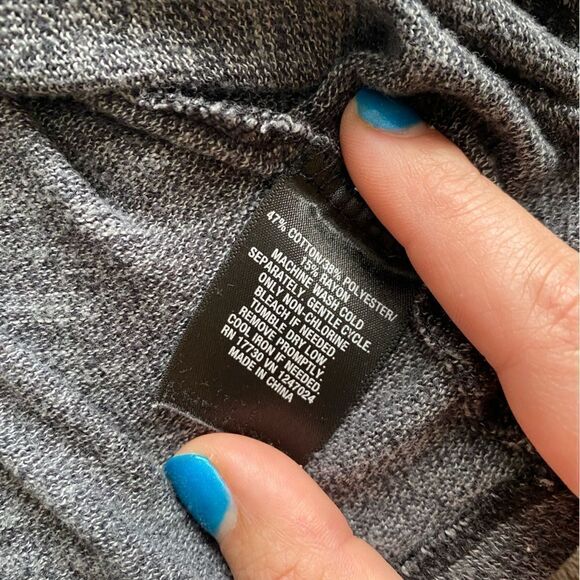 47% COTTON/38% POLYESTER/
15% RAYON
MACHINE WASH COLD
SEPARATELY. GENTLE CYCLE.
ONLY NON-CHLORINE
BLEACH IF NEEDED.
TUMBLE DRY LOW.
REMOVE PROMPTLY.
COOL IRON IF NEEDED.
RN 17730 VN 1247024
MADE IN CHINA